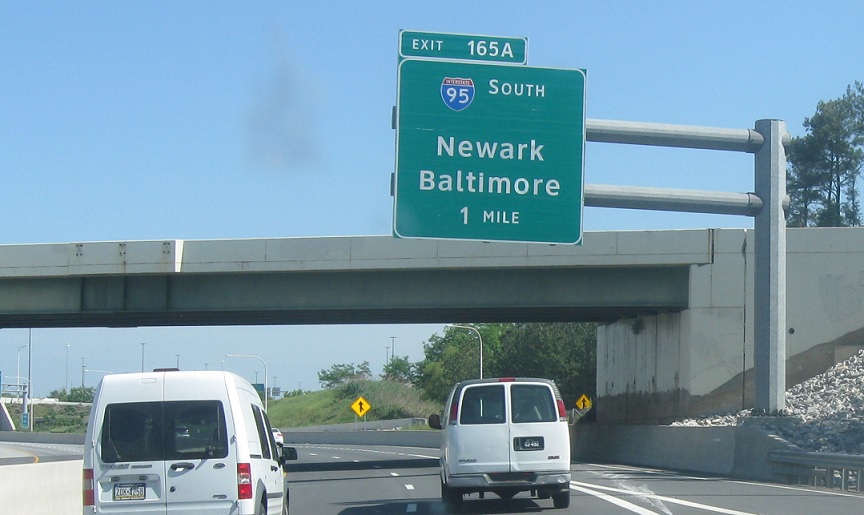 EXIT 165A
INTERSTATE
95 SOUTH
Newark
Baltimore
1 MILE